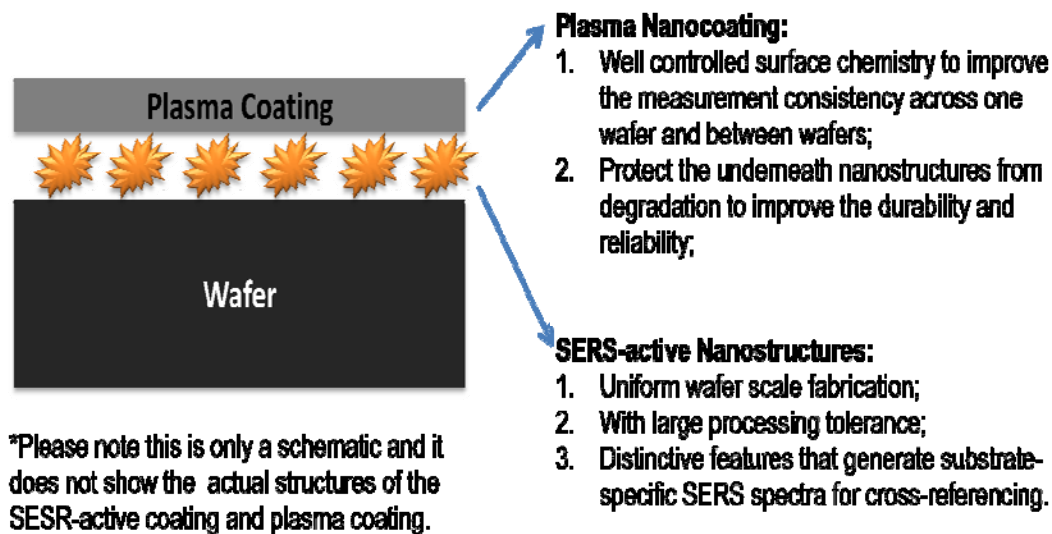 Plasma Coating
Wafer
*Please note this is only a schematic and it
does not show the actual structures of the
SESR-active coating and plasma coating.
Plasma Nanocoating:
1. Well controlled surface chemistry to improve
the measurement consistency across one
wafer and between wafers;
2. Protect the underneath nanostructures from
degradation to improve the durability and
reliability;
SERS-active Nanostructures:
1. Uniform wafer scale fabrication;
2. With large processing tolerance;
3. Distinctive features that generate substrate-
specific SERS spectra for cross-referencing.